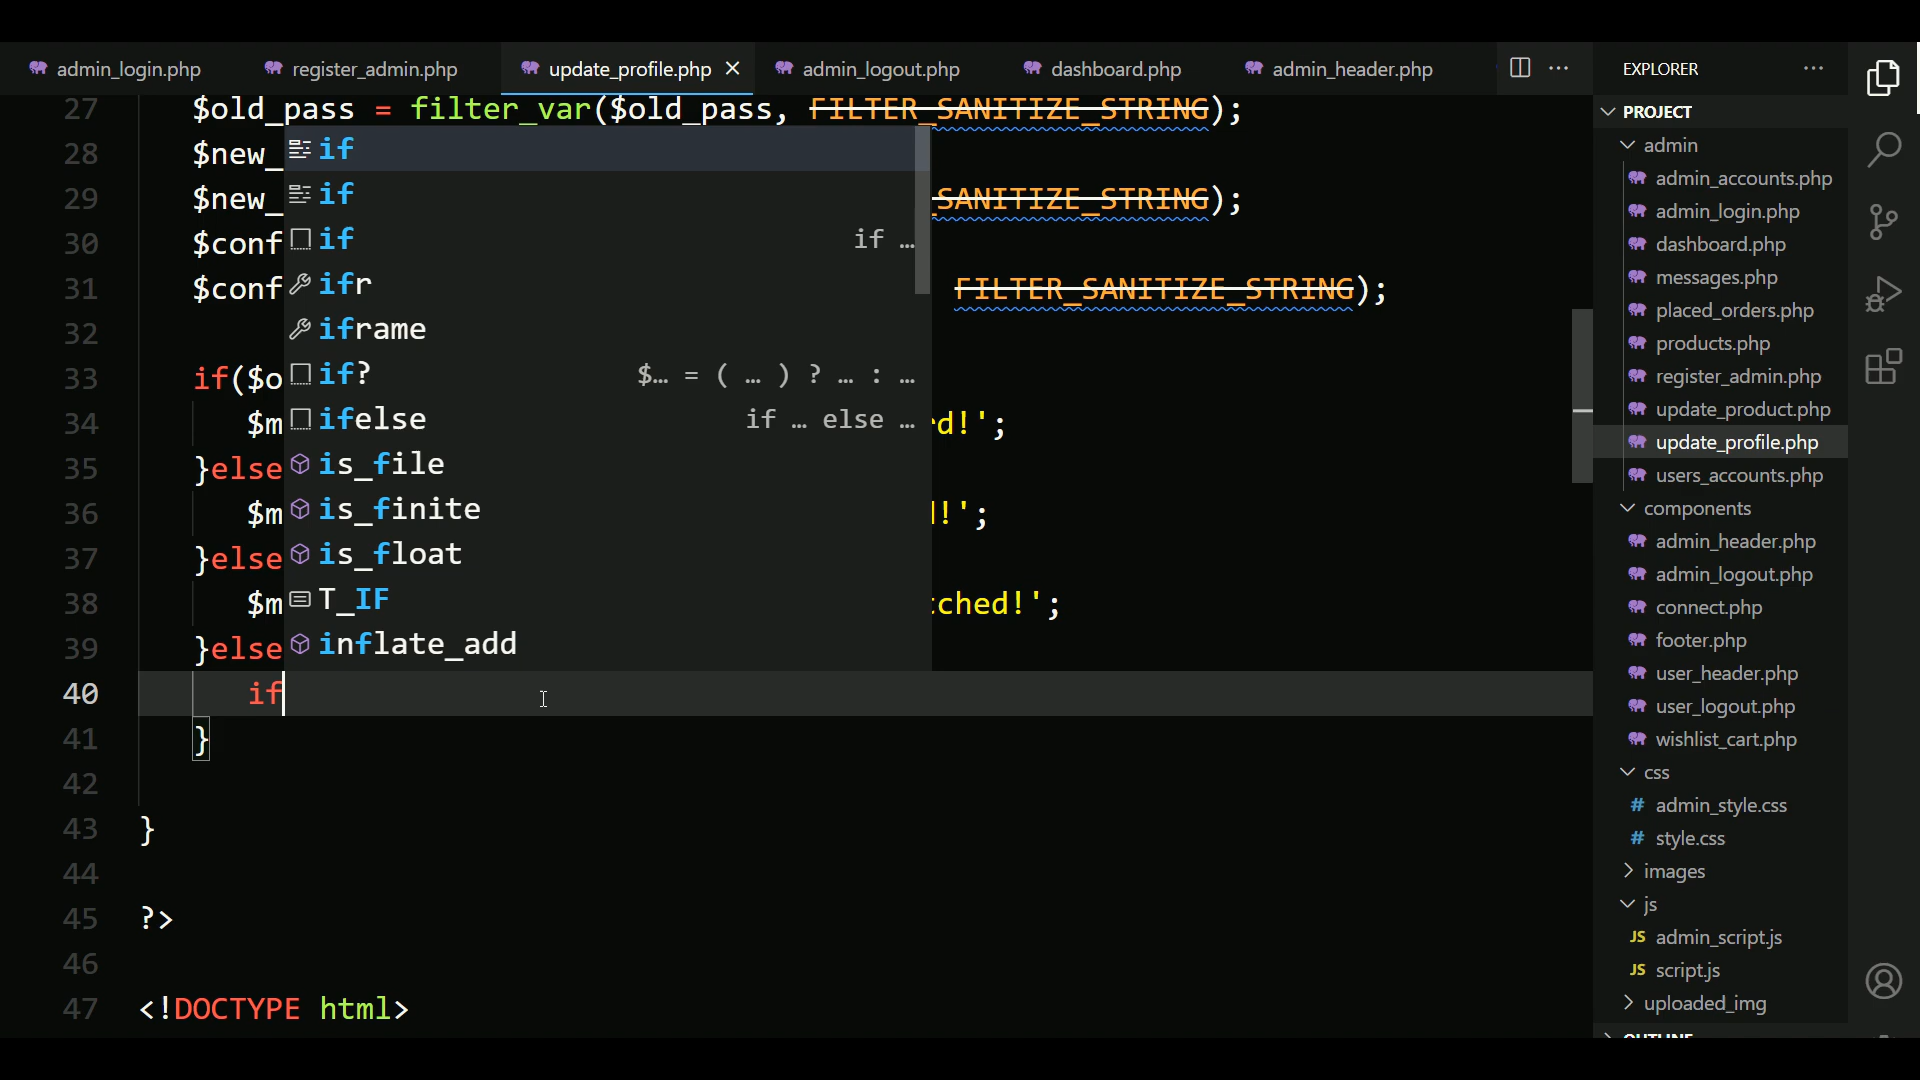 admin_login.php register_admin.php update_profile.php admin_logout.php dashboard.php admin_header.php
27 $old_pass = filter_var($old_pass, FILTER_SANITIZE_STRING);
28 $new_
29 $new_ _SANITIZE_STRING);
30 $conf
31 $conf FILTER_SANITIZE_STRING);
32
33 if($o
34 $m d!';
35 }else
36 $m !';
37 }else
38 $m ched!';
39 }else
40 if
41 }
42
43 }
44
45 ?>
46
47 <!DOCTYPE html>
if
if
if if …
ifr
iframe
if? $… = ( … ) ? … : …
ifelse if … else …
is_file
is_finite
is_float
T_IF
inflate_add
EXPLORER
PROJECT
admin
admin_accounts.php
admin_login.php
dashboard.php
messages.php
placed_orders.php
products.php
register_admin.php
update_product.php
update_profile.php
users_accounts.php
components
admin_header.php
admin_logout.php
connect.php
footer.php
user_header.php
user_logout.php
wishlist_cart.php
css
# admin_style.css
# style.css
images
js
JS admin_script.js
JS script.js
uploaded_img
OUTLINE